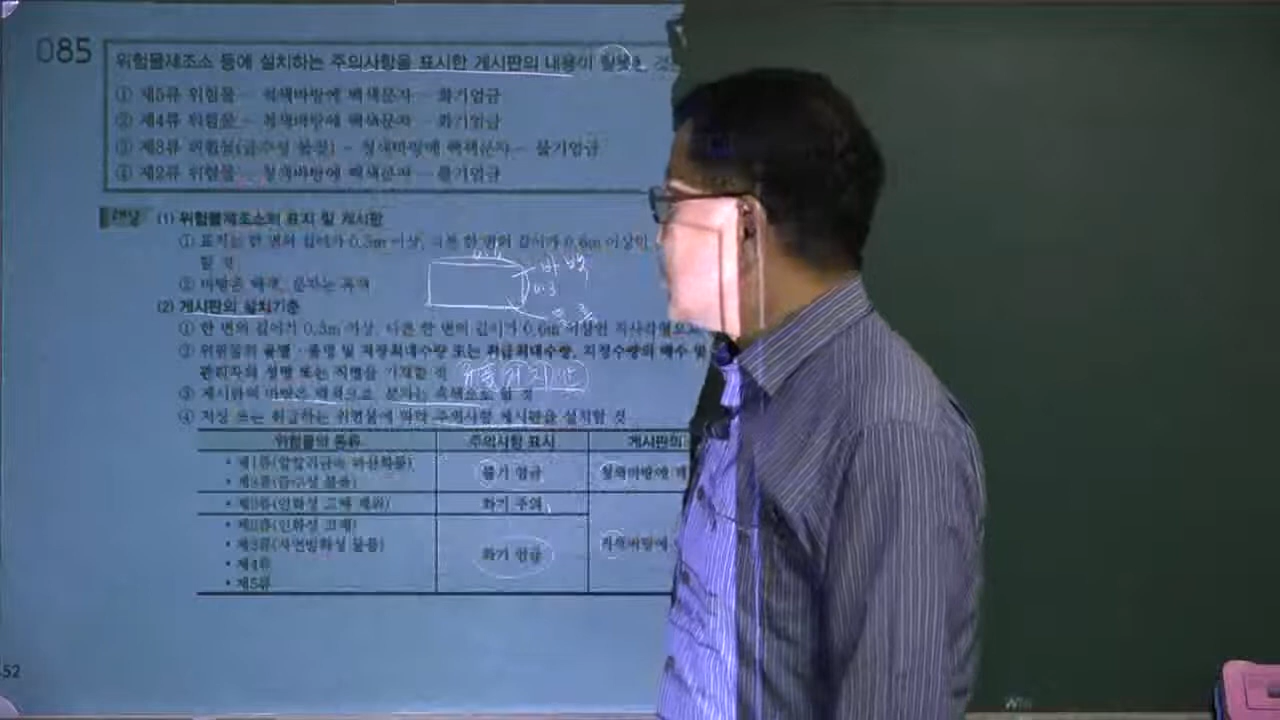 085
위험물제조소 등에 설치하는 주의사항을 표시한 게시판의 내용이 잘못된 것
① 제5류 위험물 - 적색바탕에 백색문자 - 화기엄금
② 제4류 위험물 - 적색바탕에 백색문자 - 화기엄금
③ 제3류 위험물(금수성 물질) - 청색바탕에 백색문자 - 물기엄금
④ 제2류 위험물 - 청색바탕에 백색문자 - 물기엄금
해설 (1) 위험물제조소의 표지 및 게시판
① 표지는 한 변의 길이가 0.3m 이상, 다른 한 변의 길이가 0.6m 이상인
할 것
② 바탕은 백색, 문자는 흑색
0.6
바 백
0.3
(2) 게시판의 설치기준
① 한 변의 길이가 0.3m 이상, 다른 한 변의 길이가 0.6m 이상인 직사각형으로
② 위험물의 유별·품명 및 저장최대수량 또는 취급최대수량, 지정수량의 배수 및
관리자의 성명 또는 직명을 기재할 것
③ 게시판의 바탕은 백색으로, 문자는 흑색으로 할 것
④ 저장 또는 취급하는 위험물에 따라 주의사항 게시판을 설치할 것
위험물의 종류 주의사항 표시 게시판의
• 제1류(알칼리금속 과산화물)
• 제3류(금수성 물질)
물기 엄금 청색바탕에
• 제2류(인화성 고체 제외) 화기 주의
• 제2류(인화성 고체)
• 제3류(자연발화성 물질)
• 제4류
• 제5류
화기 엄금 적색바탕에
52